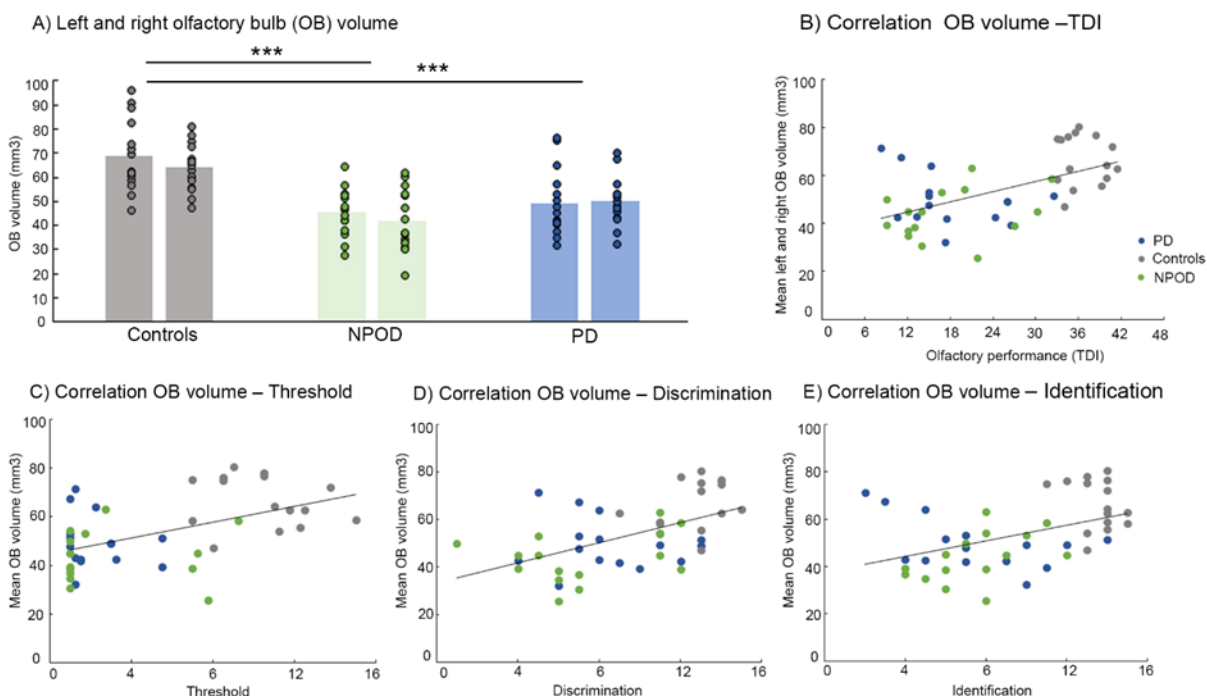 A) Left and right olfactory bulb (OB) volume
***
***
OB volume (mm3)
100
90
80
70
60
50
40
30
20
10
0
Controls
NPOD
PD
B) Correlation OB volume –TDI
Mean left and right OB volume (mm3)
100
80
60
40
20
0
0 6 12 18 24 30 36 42 48
Olfactory performance (TDI)
PD
Controls
NPOD
C) Correlation OB volume – Threshold
Mean OB volume (mm3)
100
80
60
40
20
0
0 4 6 12 16
Threshold
D) Correlation OB volume – Discrimination
Mean OB volume (mm3)
100
80
60
40
20
0
0 4 6 12 16
Discrimination
E) Correlation OB volume – Identification
Mean OB volume (mm3)
100
80
60
40
20
0
0 4 6 12 16
Identification